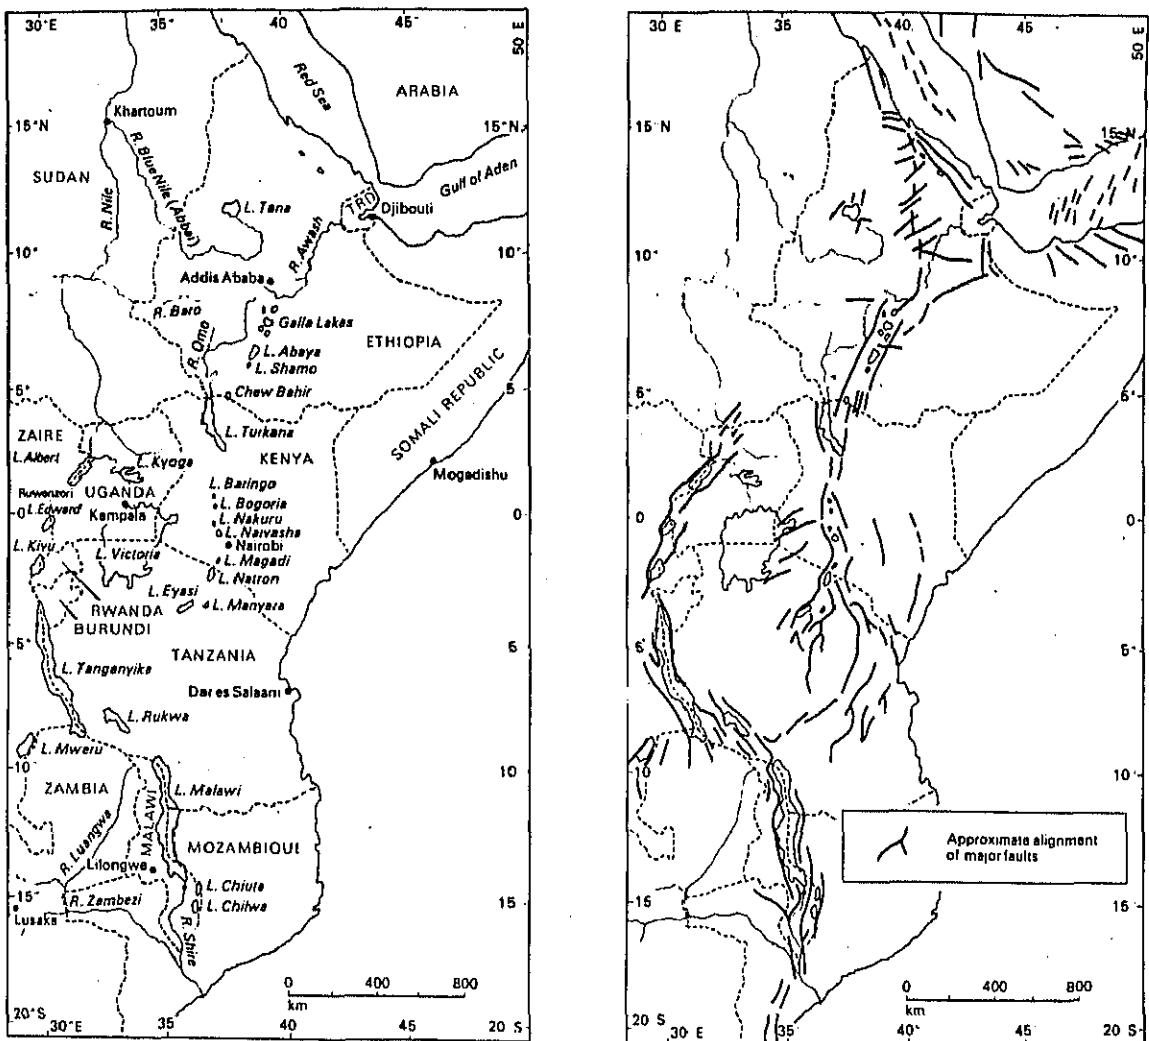 30°E 35° 40° 45° 50 E
ARABIA
Red Sea
Khartoum
15°N 15°N
R. Blue Nile (Abbai)
SUDAN
R. Nile
Gulf of Aden
TRD
L. Tana
Djibouti
R. Awash
10° 10°
Addis Ababa
R. Baro
Galla Lakas
R. Omo
ETHIOPIA
L. Abaya
L. Shamo
5° 5
Chew Bahir
SOMALI REPUBLIC
ZAIRE
L. Turkana
L. Albert
L. Kyoga
KENYA
Mogadishu
L. Baringo
Ruwenzori
UGANDA
L. Bogoria
L. Edward
Kampala
L. Nakuru
0° 0
L. Naivasha
Nairobi
L. Kivu
L. Victoria
L. Magadi
L. Natron
L. Eyasi
L. Manyara
RWANDA
BURUNDI
5° 5
TANZANIA
L. Tanganyika
Dar es Salaam
L. Rukwa
L. Mweru
10 10
ZAMBIA
L. Malawi
MALAWI
R. Luangwa
MOZAMBIQUE
Lilongwe
L. Chiuta
15 15
R. Zambezi
L. Chilwa
Lusaka
R. Shire
0 400 800
km
20°S 30°E 35 40 45 20 S
30°E 35 40° 45 50 E
15°N 15°N
10° 10°
5° 5
0 0
5° 5°
10 10°
Approximate alignment
of major faults
15 15
0 400 800
km
20°S 30 E 35 40° 45 20 S